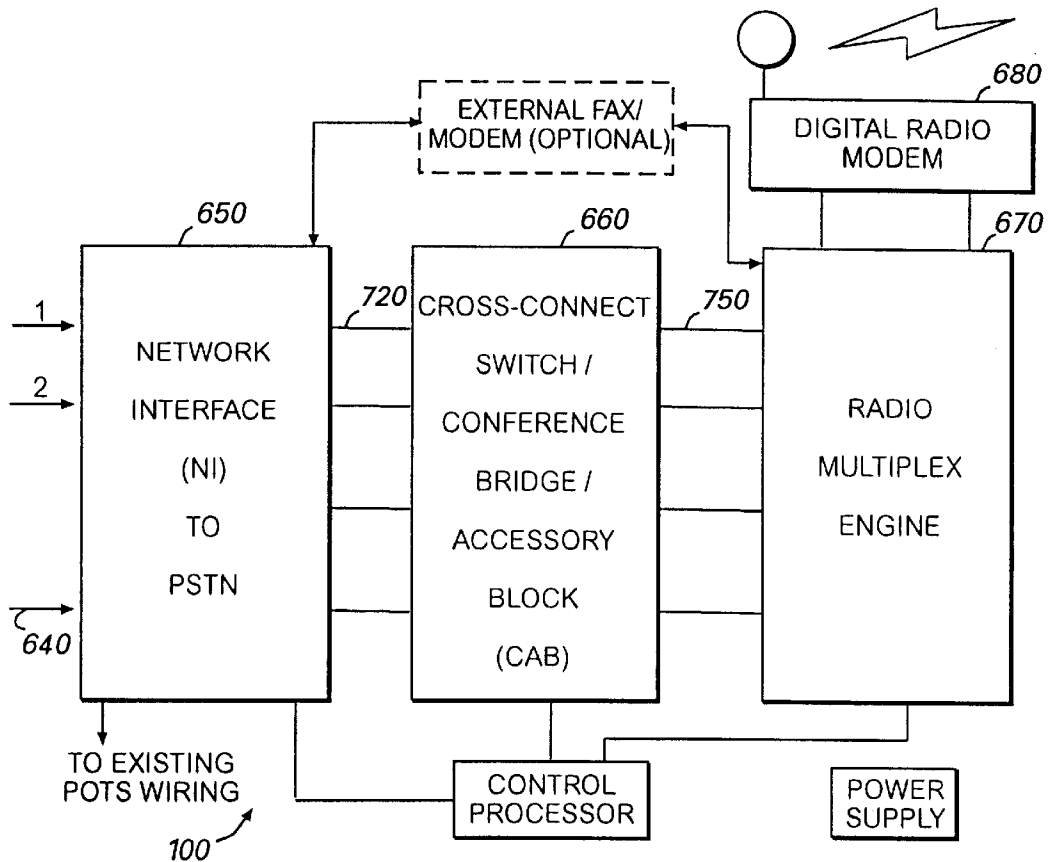 680
EXTERNAL FAX/
MODEM (OPTIONAL)
DIGITAL RADIO
MODEM
650
660
670
1
720
750
2
640
NETWORK
INTERFACE
(NI)
TO
PSTN
CROSS-CONNECT
SWITCH /
CONFERENCE
BRIDGE /
ACCESSORY
BLOCK
(CAB)
RADIO
MULTIPLEX
ENGINE
TO EXISTING
POTS WIRING
100
CONTROL
PROCESSOR
POWER
SUPPLY